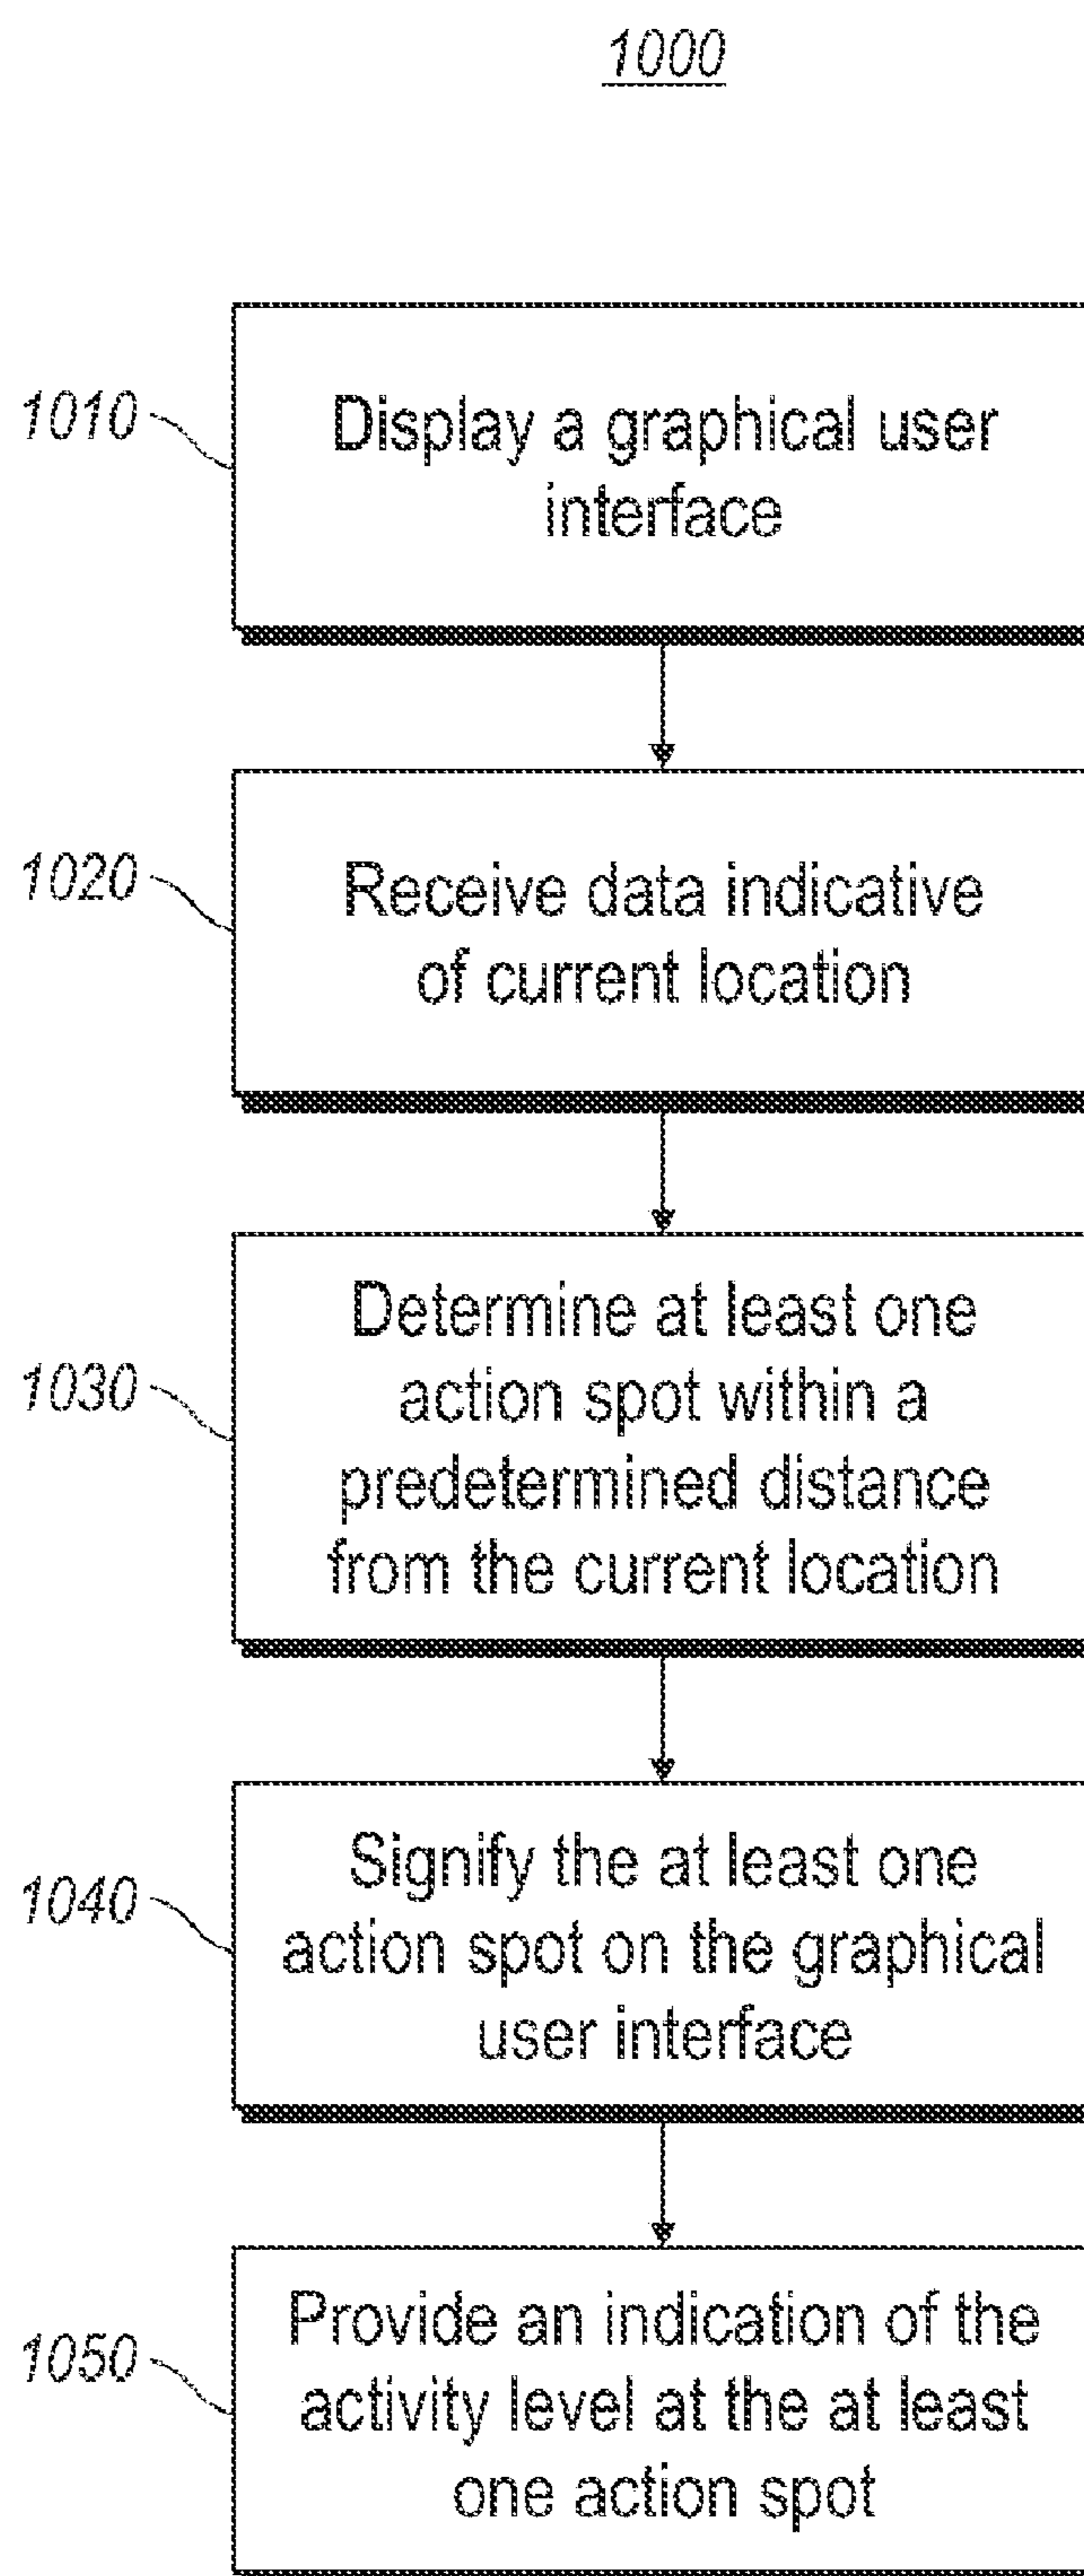 1000
1010
Display a graphical user
interface
1020
Receive data indicative
of current location
1030
Determine at least one
action spot within a
predetermined distance
from the current location
1040
Signify the at least one
action spot on the graphical
user interface
1050
Provide an indication of the
activity level at the at least
one action spot